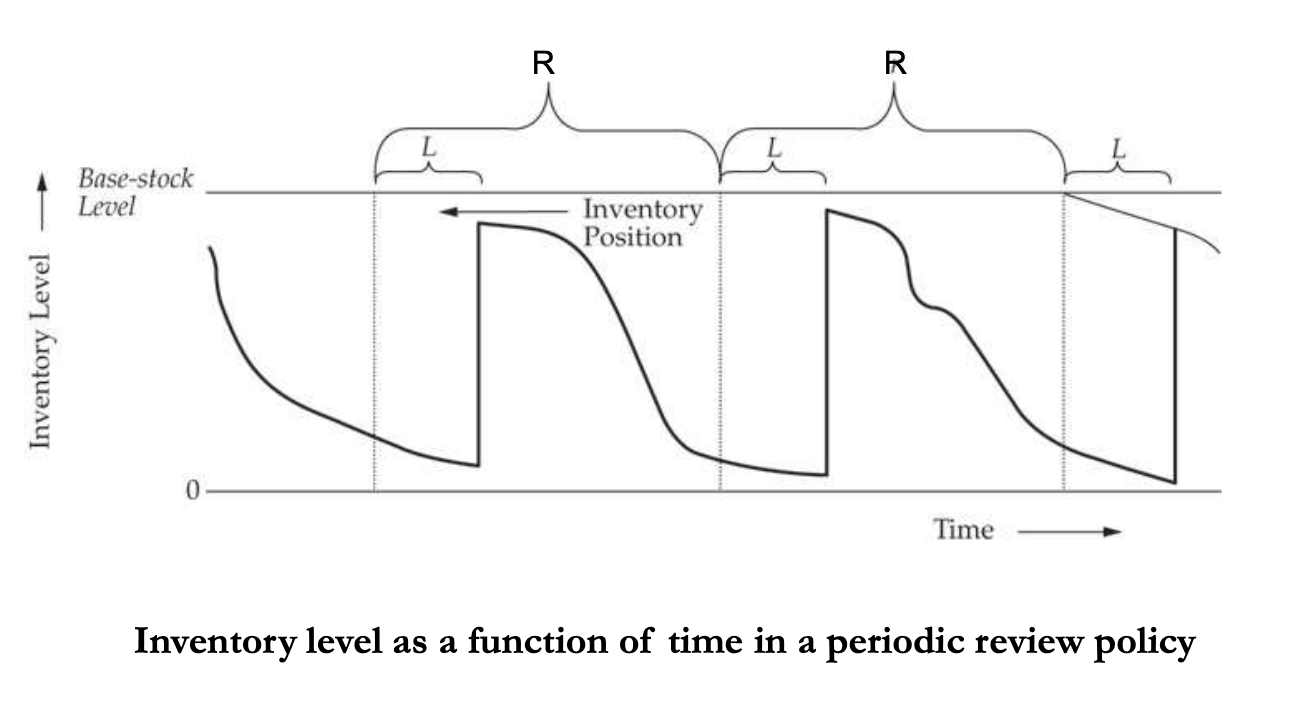 R
R
L
L
L
Base-stock
Level
Inventory
Position
Inventory Level
0
Time
Inventory level as a function of time in a periodic review policy